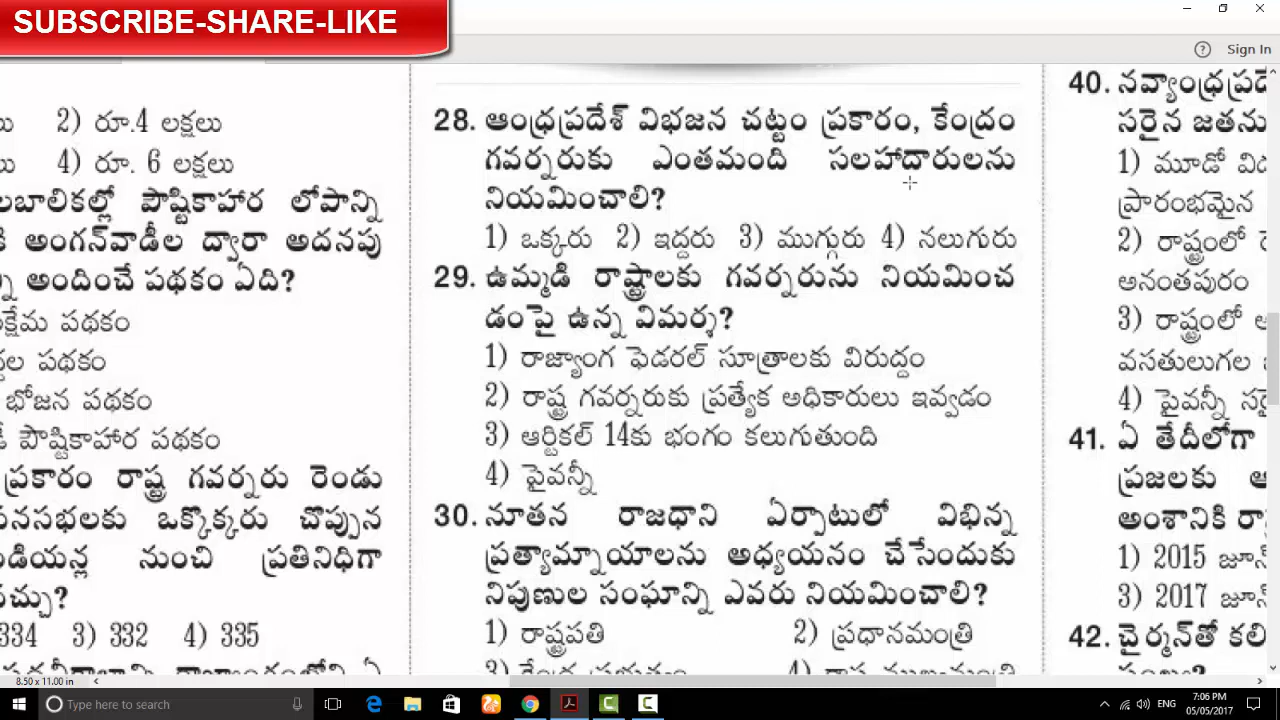 SUBSCRIBE-SHARE-LIKE
Sign In
2) రూ.4 లక్షలు
4) రూ. 6 లక్షలు
పౌష్టికాహార లోపాన్ని
అంగన్‌వాడీల ద్వారా అదనపు
అందించే పథకం ఏది?
పథకం
పథకం
భోజన పథకం
పౌష్టికాహార పథకం
ప్రకారం రాష్ట్ర గవర్నరు రెండు
ఒక్కొక్కరు చొప్పున
నుంచి ప్రతినిధిగా
334 3) 332 4) 335
28. ఆంధ్రప్రదేశ్ విభజన చట్టం ప్రకారం, కేంద్రం
గవర్నరుకు ఎంతమంది సలహాదారులను
నియమించాలి?
1) ఒక్కరు 2) ఇద్దరు 3) ముగ్గురు 4) నలుగురు
29. ఉమ్మడి రాష్ట్రాలకు గవర్నరును నియమించ
డంపై ఉన్న విమర్శ?
1) రాజ్యాంగ ఫెడరల్ సూత్రాలకు విరుద్ధం
2) రాష్ట్ర గవర్నరుకు ప్రత్యేక అధికారులు ఇవ్వడం
3) ఆర్టికల్ 14కు భంగం కలుగుతుంది
4) పైవన్నీ
30. నూతన రాజధాని ఏర్పాటులో విభిన్న
ప్రత్యామ్నాయాలను అధ్యయనం చేసేందుకు
నిపుణుల సంఘాన్ని ఎవరు నియమించాలి?
1) రాష్ట్రపతి 2) ప్రధానమంత్రి
40. నవ్యాంధ్రప్రదే
సరైన జతను
1) మూడో
ప్రారంభమైన
2) రాష్ట్రంలో
అనంతపురం
3) రాష్ట్రంలో
వసతులుగల
4) పైవన్నీ
41. ఏ తేదీలోగా
ప్రజలకు
అంశానికి
1) 2015 జూన్
3) 2017 జూన్
42. చైర్మన్‌తో
8.50 x 11.00 in
Type here to search
ENG
7:06 PM
05/05/2017